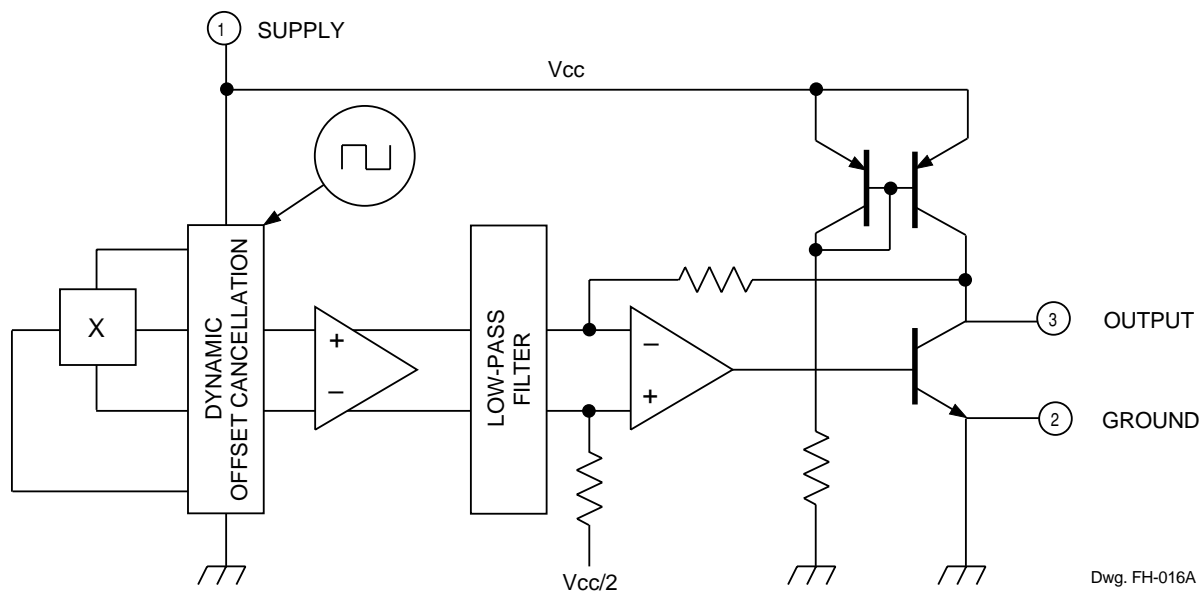 1 SUPPLY
Vcc
X
DYNAMIC
OFFSET CANCELLATION
+
−
LOW-PASS
FILTER
−
+
Vcc/2
3 OUTPUT
2 GROUND
Dwg. FH-016A